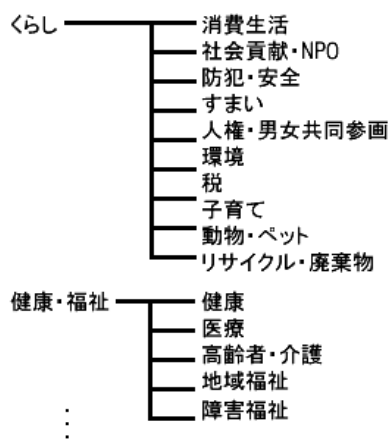 くらし
消費生活
社会貢献・NPO
防犯・安全
すまい
人権・男女共同参画
環境
税
子育て
動物・ペット
リサイクル・廃棄物
健康・福祉
健康
医療
高齢者・介護
地域福祉
障害福祉